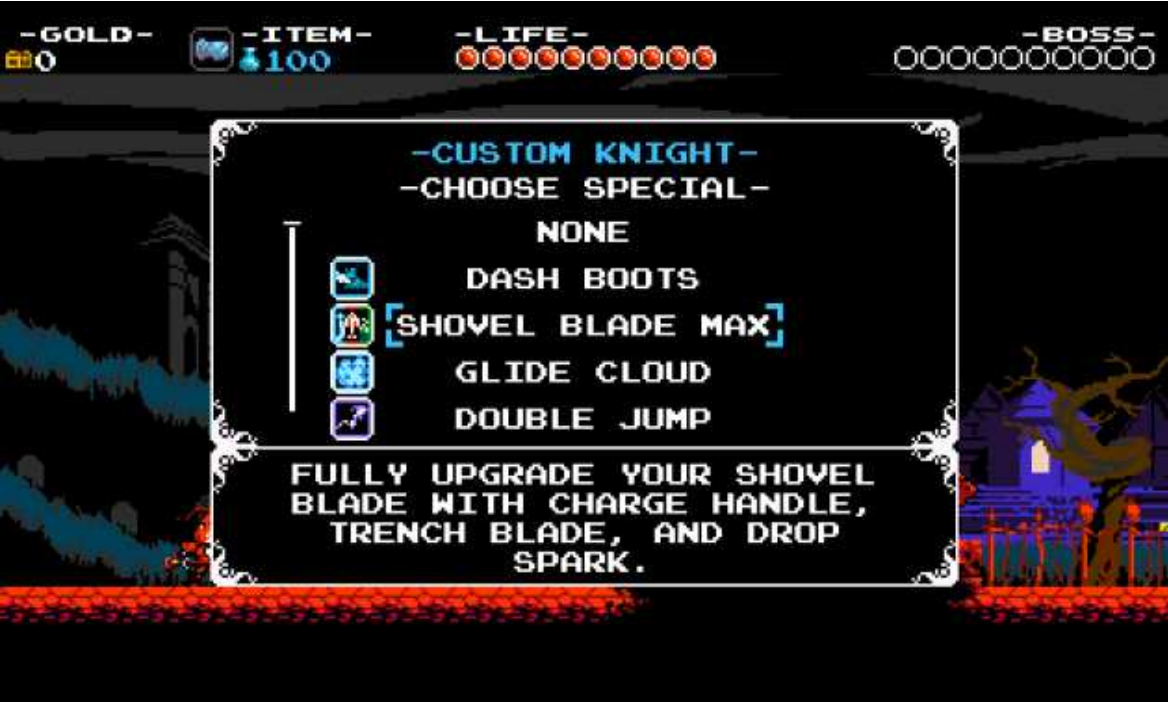 -GOLD- -ITEM- -LIFE- -BOSS-
0 100
-CUSTOM KNIGHT-
-CHOOSE SPECIAL-
NONE
DASH BOOTS
SHOVEL BLADE MAX
GLIDE CLOUD
DOUBLE JUMP
FULLY UPGRADE YOUR SHOVEL
BLADE WITH CHARGE HANDLE,
TRENCH BLADE, AND DROP
SPARK.